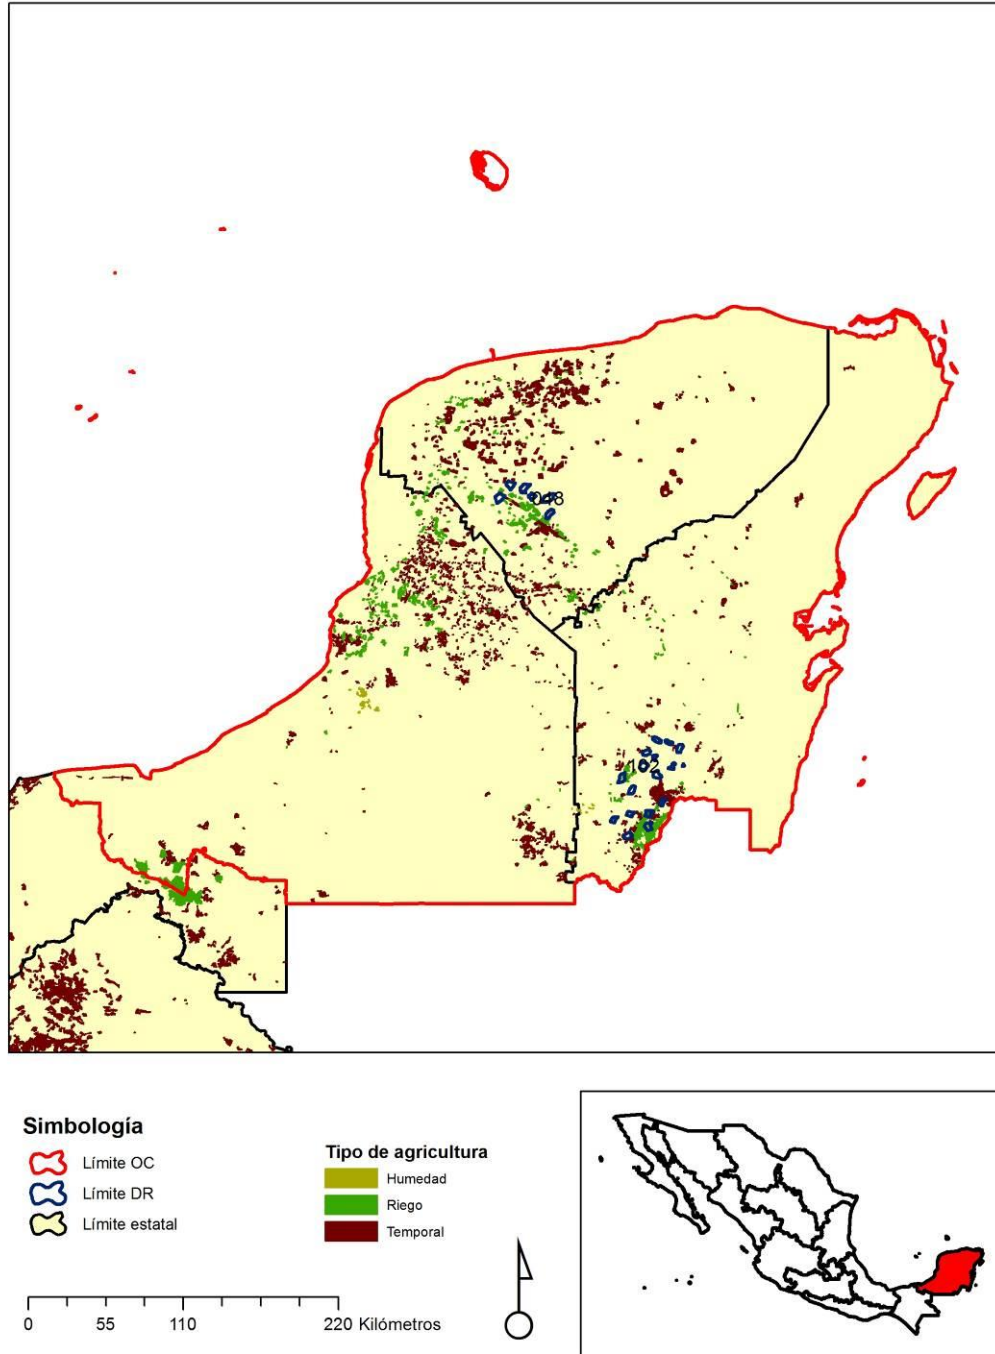 048
102
Simbología
Límite OC
Límite DR
Límite estatal
Tipo de agricultura
Humedad
Riego
Temporal
0 55 110 220 Kilómetros